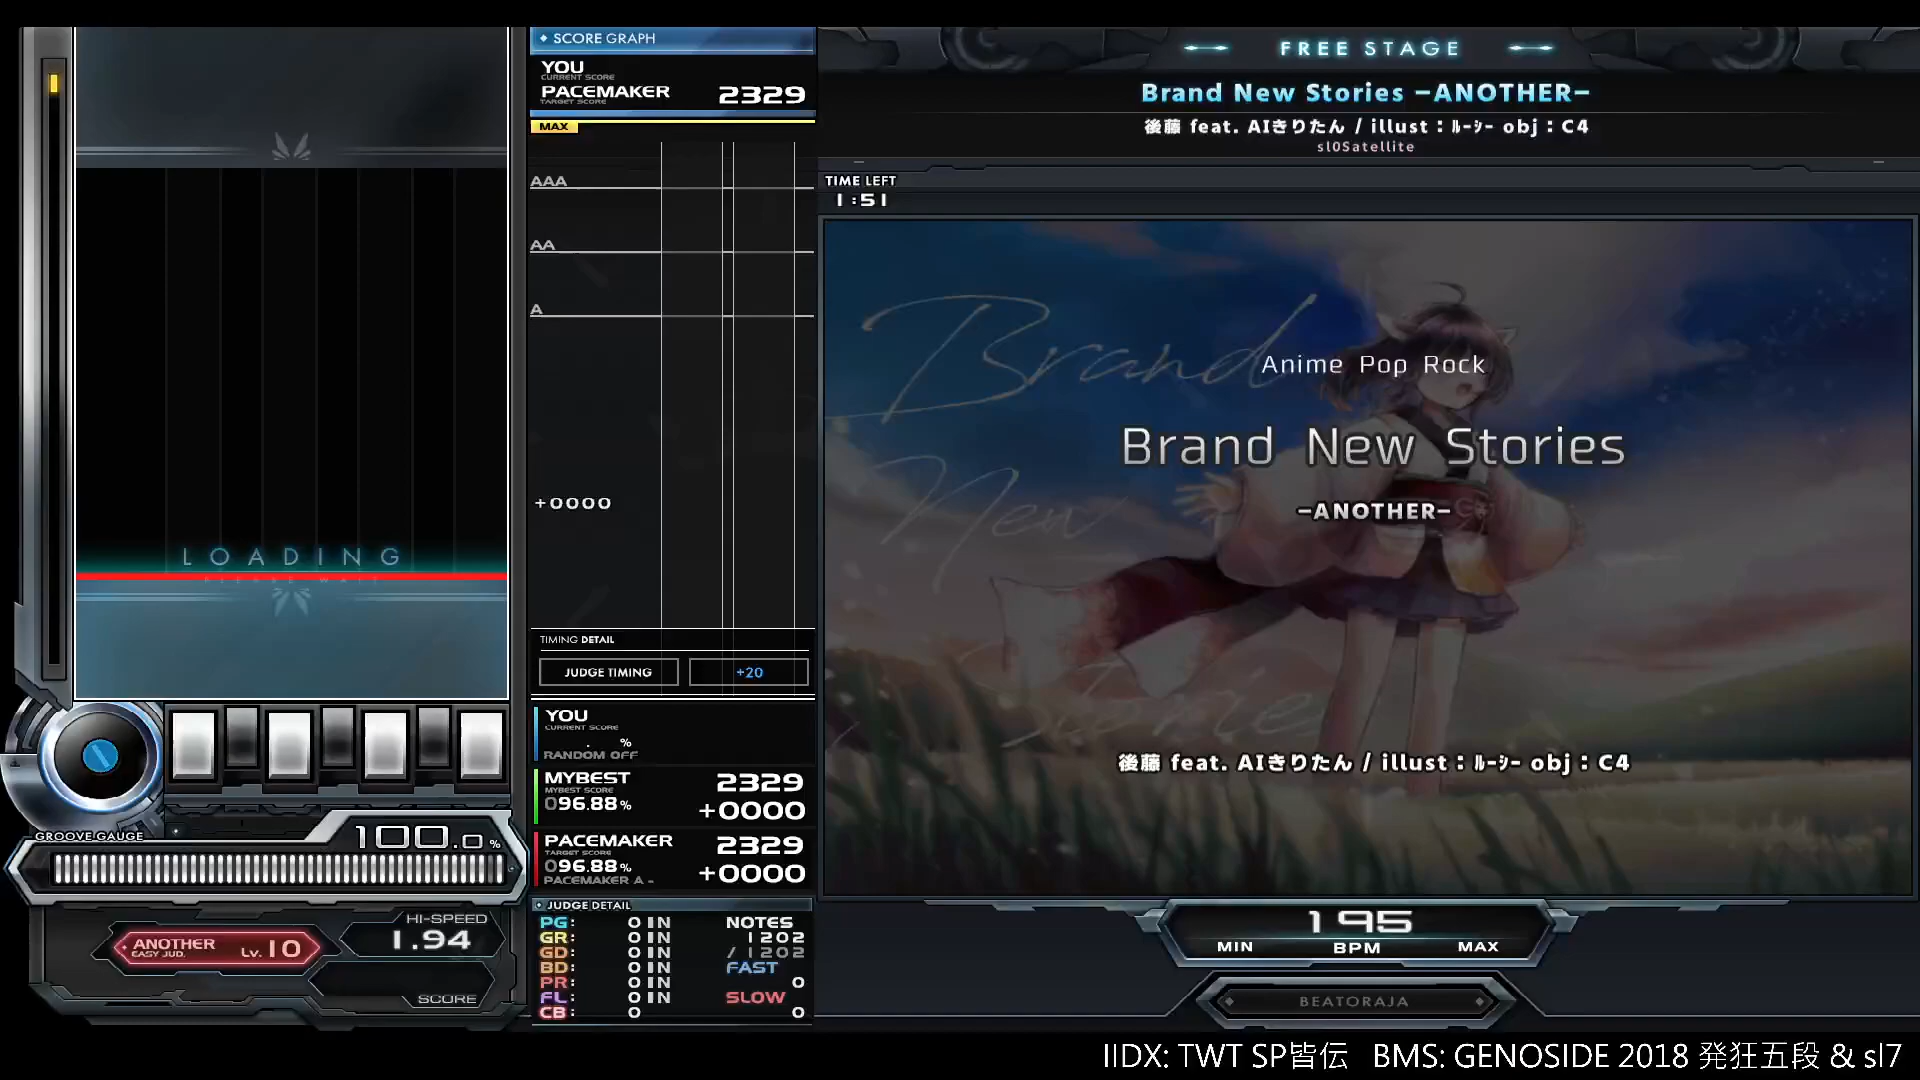 SCORE GRAPH
YOU
CURRENT SCORE
PACEMAKER 2329
TARGET SCORE
MAX
AAA
AA
A
+0000
LOADING
TIMING DETAIL
JUDGE TIMING +20
YOU
CURRENT SCORE
. %
RANDOM OFF
MYBEST 2329
MYBEST SCORE
096.88% +0000
PACEMAKER 2329
TARGET SCORE
096.88% +0000
PACEMAKER A -
JUDGE DETAIL
PG: 0 IN NOTES
GR: 0 IN 1202
GD: 0 IN / 1202
BD: 0 IN FAST
PR: 0 IN 0
FL: 0 IN SLOW
CB: 0 0
GROOVE GAUGE 100.0%
ANOTHER Lv.10
EASY JUD.
HI-SPEED
1.94
SCORE
FREE STAGE
Brand New Stories -ANOTHER-
後藤 feat. AIきりたん / illust：ﾙｰｼｰ obj：C4
sl0Satellite
TIME LEFT
1:51
Brand
New
Stories
Anime Pop Rock
Brand New Stories
-ANOTHER-
後藤 feat. AIきりたん / illust：ﾙｰｼｰ obj：C4
195
MIN BPM MAX
BEATORAJA
IIDX: TWT SP皆伝 BMS: GENOSIDE 2018 発狂五段 & sl7